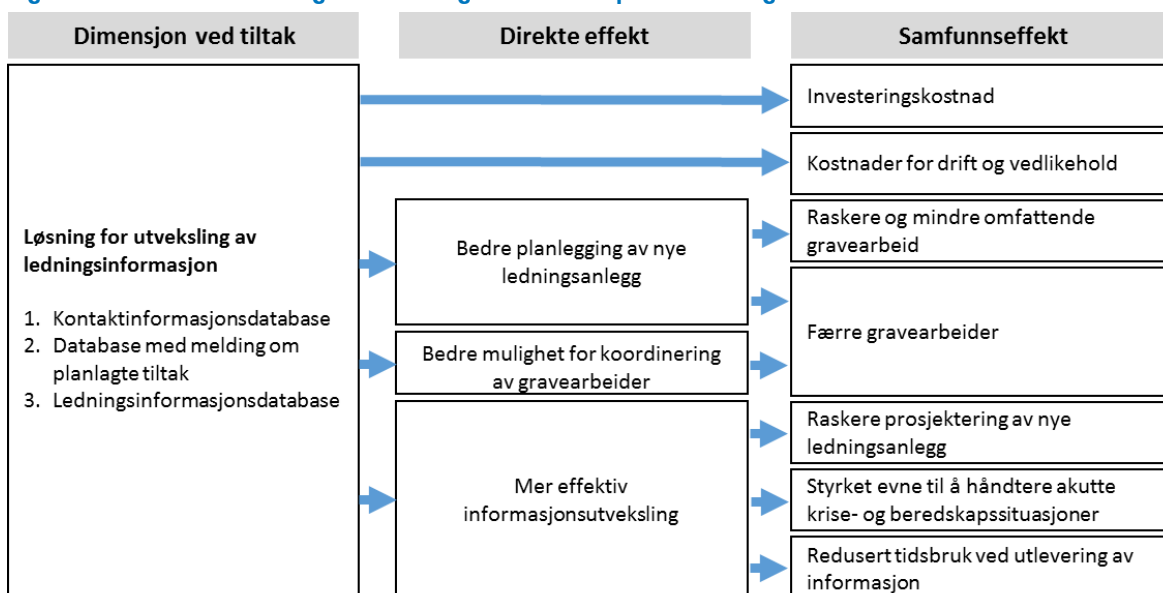 Dimensjon ved tiltak
Direkte effekt
Samfunnseffekt
Løsning for utveksling av
ledningsinformasjon
1. Kontaktinformasjonsdatabase
2. Database med melding om
planlagte tiltak
3. Ledningsinformasjonsdatabase
Bedre planlegging av nye
ledningsanlegg
Bedre mulighet for koordinering
av gravearbeider
Mer effektiv
informasjonsutveksling
Investeringskostnad
Kostnader for drift og vedlikehold
Raskere og mindre omfattende
gravearbeid
Færre gravearbeider
Raskere prosjektering av nye
ledningsanlegg
Styrket evne til å håndtere akutte
krise- og beredskapssituasjoner
Redusert tidsbruk ved utlevering av
informasjon